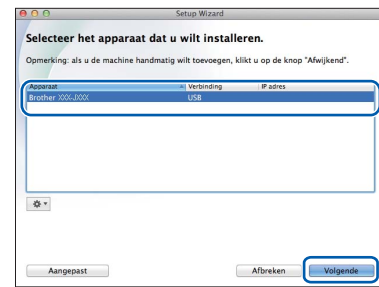 Setup Wizard
Selecteer het apparaat dat u wilt installeren.
Opmerking: als u de machine handmatig wilt toevoegen, klikt u op de knop "Afwijkend".
Apparaat Verbinding IP adres
Brother XXX-JXXX USB
Aangepast Afbreken Volgende